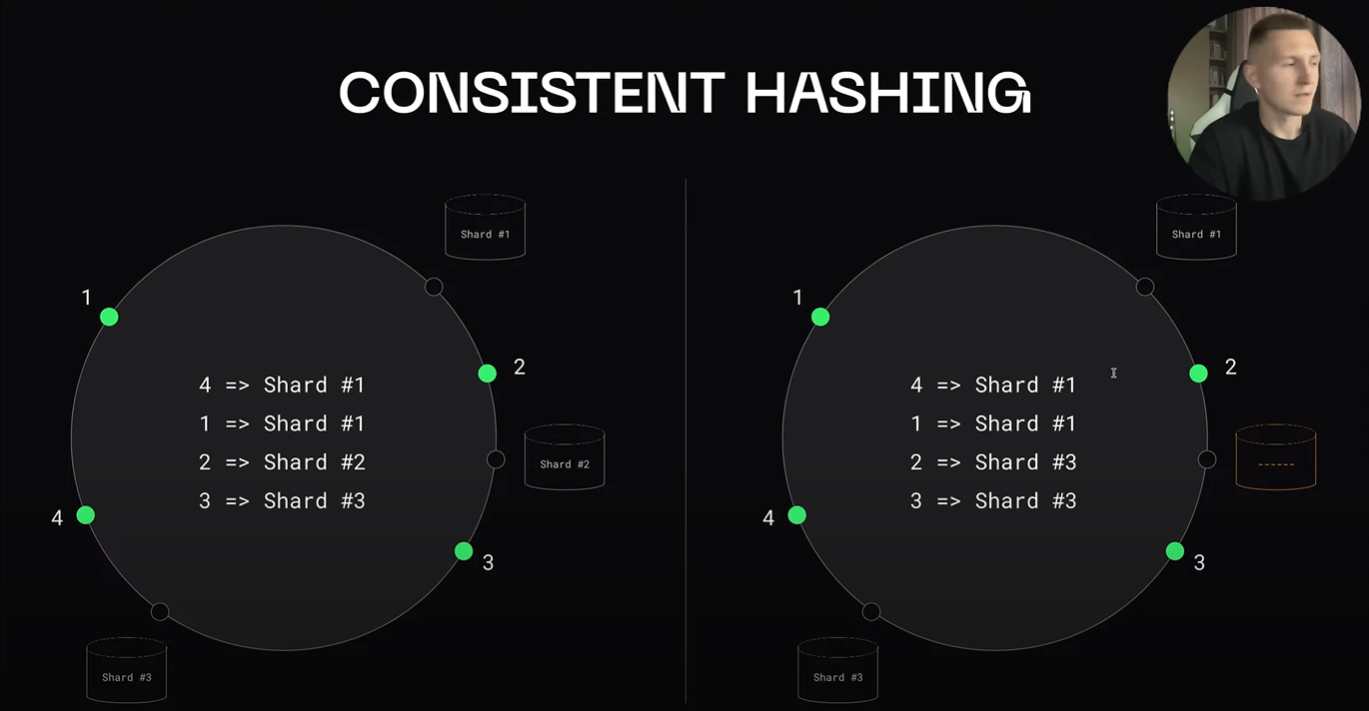 CONSISTENT HASHING
Shard #1
1
2
4 => Shard #1
1 => Shard #1
2 => Shard #2
3 => Shard #3
Shard #2
4
3
Shard #3
Shard #1
1
2
4 => Shard #1
1 => Shard #1
2 => Shard #3
3 => Shard #3
------
4
3
Shard #3